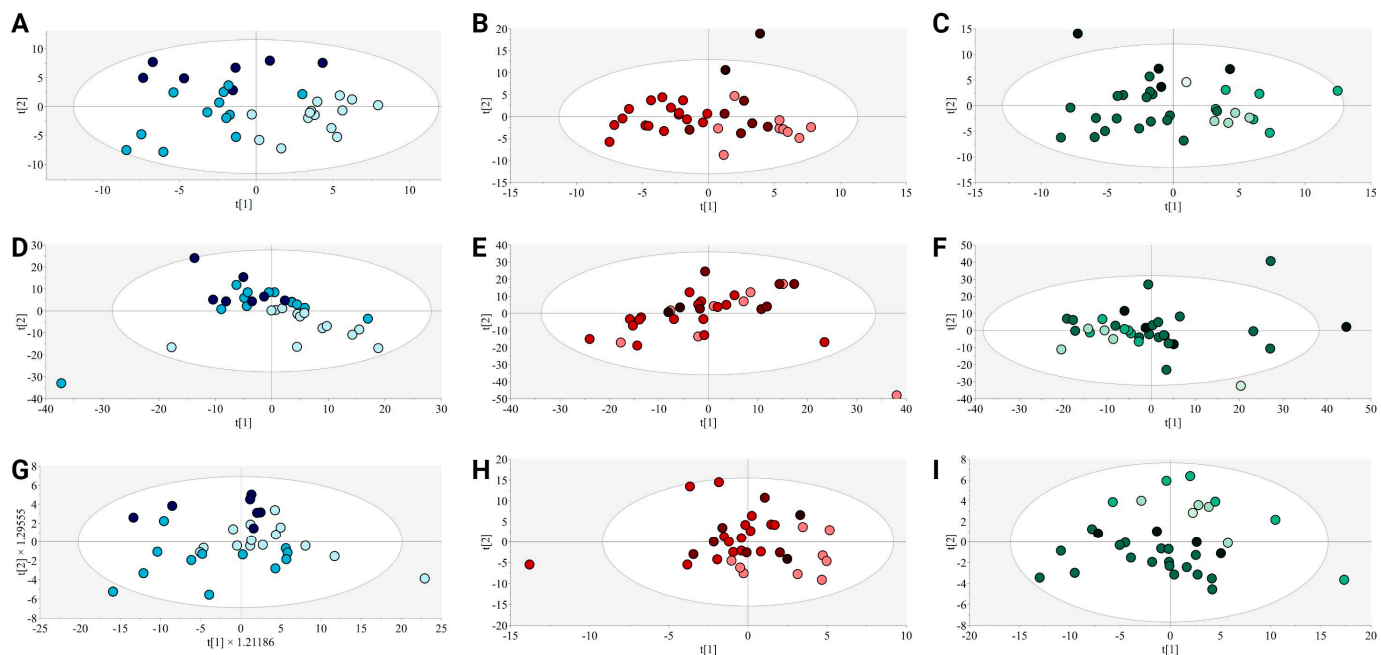 A
t[2]
10
5
0
-5
-10
-10 -5 0 5 10
t[1]
B
t[2]
20
15
10
5
0
-5
-10
-15
-15 -10 -5 0 5 10 15
t[1]
C
t[2]
15
10
5
0
-5
-10
-15
-15 -10 -5 0 5 10 15
t[1]
D
t[2]
30
20
10
0
-10
-20
-30
-40
-40 -30 -20 -10 0 10 20 30
t[1]
E
t[2]
40
30
20
10
0
-10
-20
-30
-40
-50
-40 -30 -20 -10 0 10 20 30 40
t[1]
F
t[2]
50
40
30
20
10
0
-10
-20
-30
-40
-40 -30 -20 -10 0 10 20 30 40 50
t[1]
G
t[2] × 1.29555
8
6
4
2
0
-2
-4
-6
-8
-25 -20 -15 -10 -5 0 5 10 15 20 25
t[1] × 1.21186
H
t[2]
20
15
10
5
0
-5
-10
-15
-20
-15 -10 -5 0 5 10
t[1]
I
t[2]
8
6
4
2
0
-2
-4
-6
-8
-20 -15 -10 -5 0 5 10 15 20
t[1]